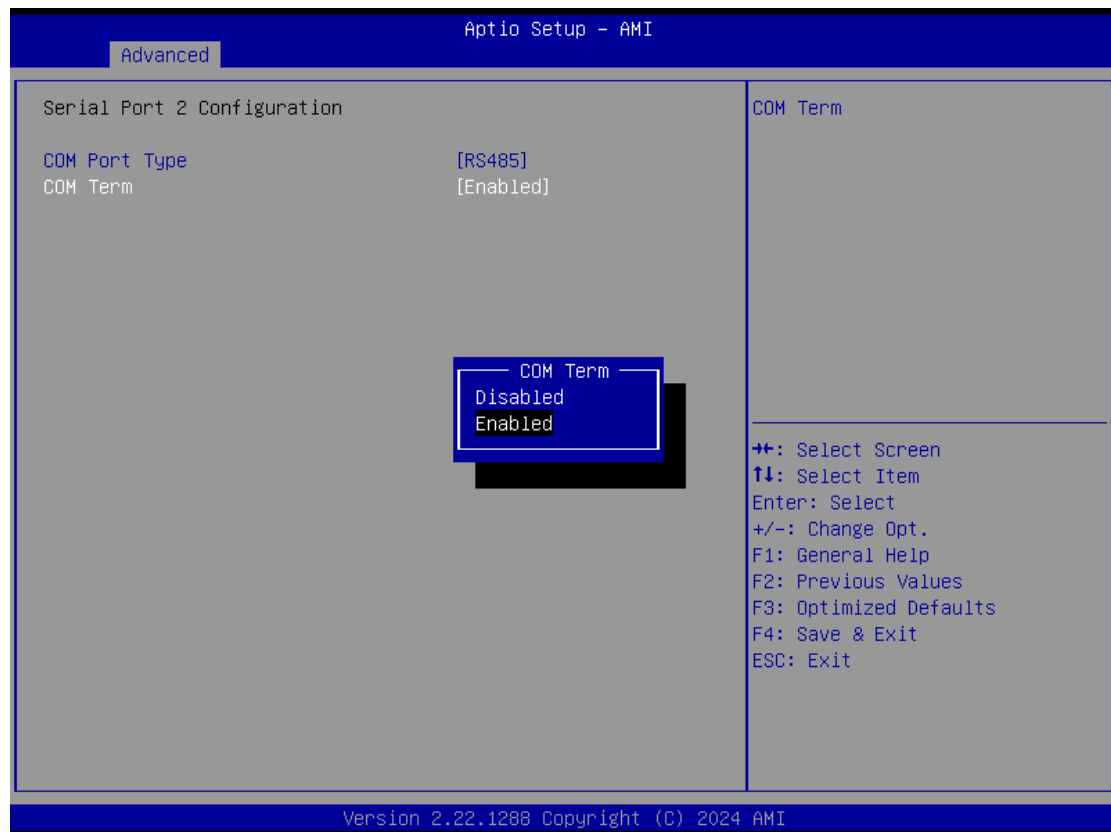 Aptio Setup – AMI
Advanced
Serial Port 2 Configuration
COM Port Type [RS485]
COM Term [Enabled]
COM Term
Disabled
Enabled
COM Term
→←: Select Screen
↑↓: Select Item
Enter: Select
+/-: Change Opt.
F1: General Help
F2: Previous Values
F3: Optimized Defaults
F4: Save & Exit
ESC: Exit
Version 2.22.1288 Copyright (C) 2024 AMI